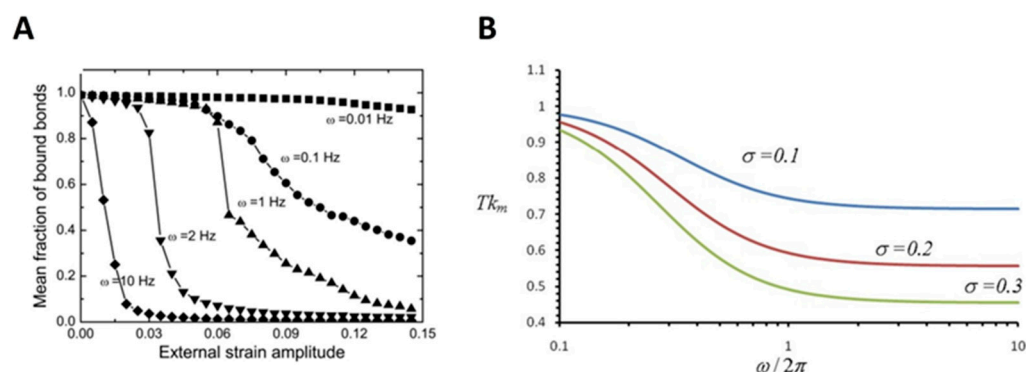 A
Mean fraction of bound bonds
1.0
0.8
0.6
0.4
0.2
0.0
ω=0.01 Hz
ω=0.1 Hz
ω=1 Hz
ω=2 Hz
ω=10 Hz
0.00 0.03 0.06 0.09 0.12 0.15
External strain amplitude
B
Tkm
1.1
1
0.9
0.8
0.7
0.6
0.5
0.4
σ=0.1
σ=0.2
σ=0.3
0.1 1 10
ω/2π